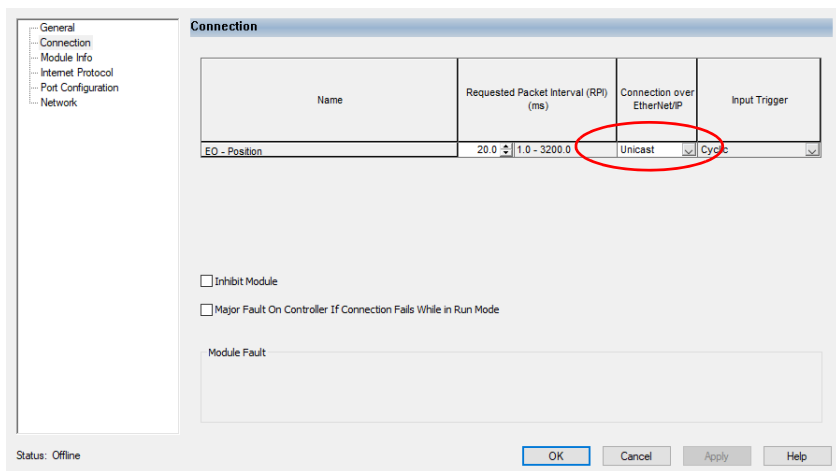 General
Connection
Module Info
Internet Protocol
Port Configuration
Network
Connection
Name
Requested Packet Interval (RPI)
(ms)
Connection over
EtherNet/IP
Input Trigger
EO - Position
20.0
1.0 - 3200.0
Unicast
Cyclic
Inhibit Module
Major Fault On Controller If Connection Fails While in Run Mode
Module Fault
Status: Offline
OK
Cancel
Apply
Help